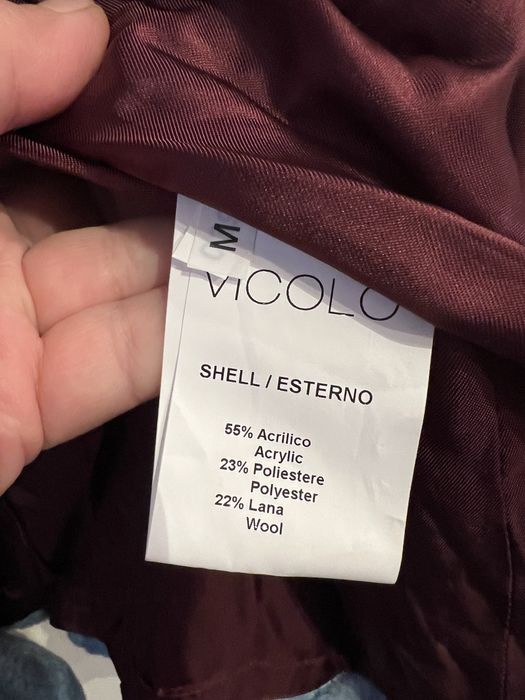 M
VICOLO
SHELL / ESTERNO
55% Acrilico
Acrylic
23% Poliestere
Polyester
22% Lana
Wool